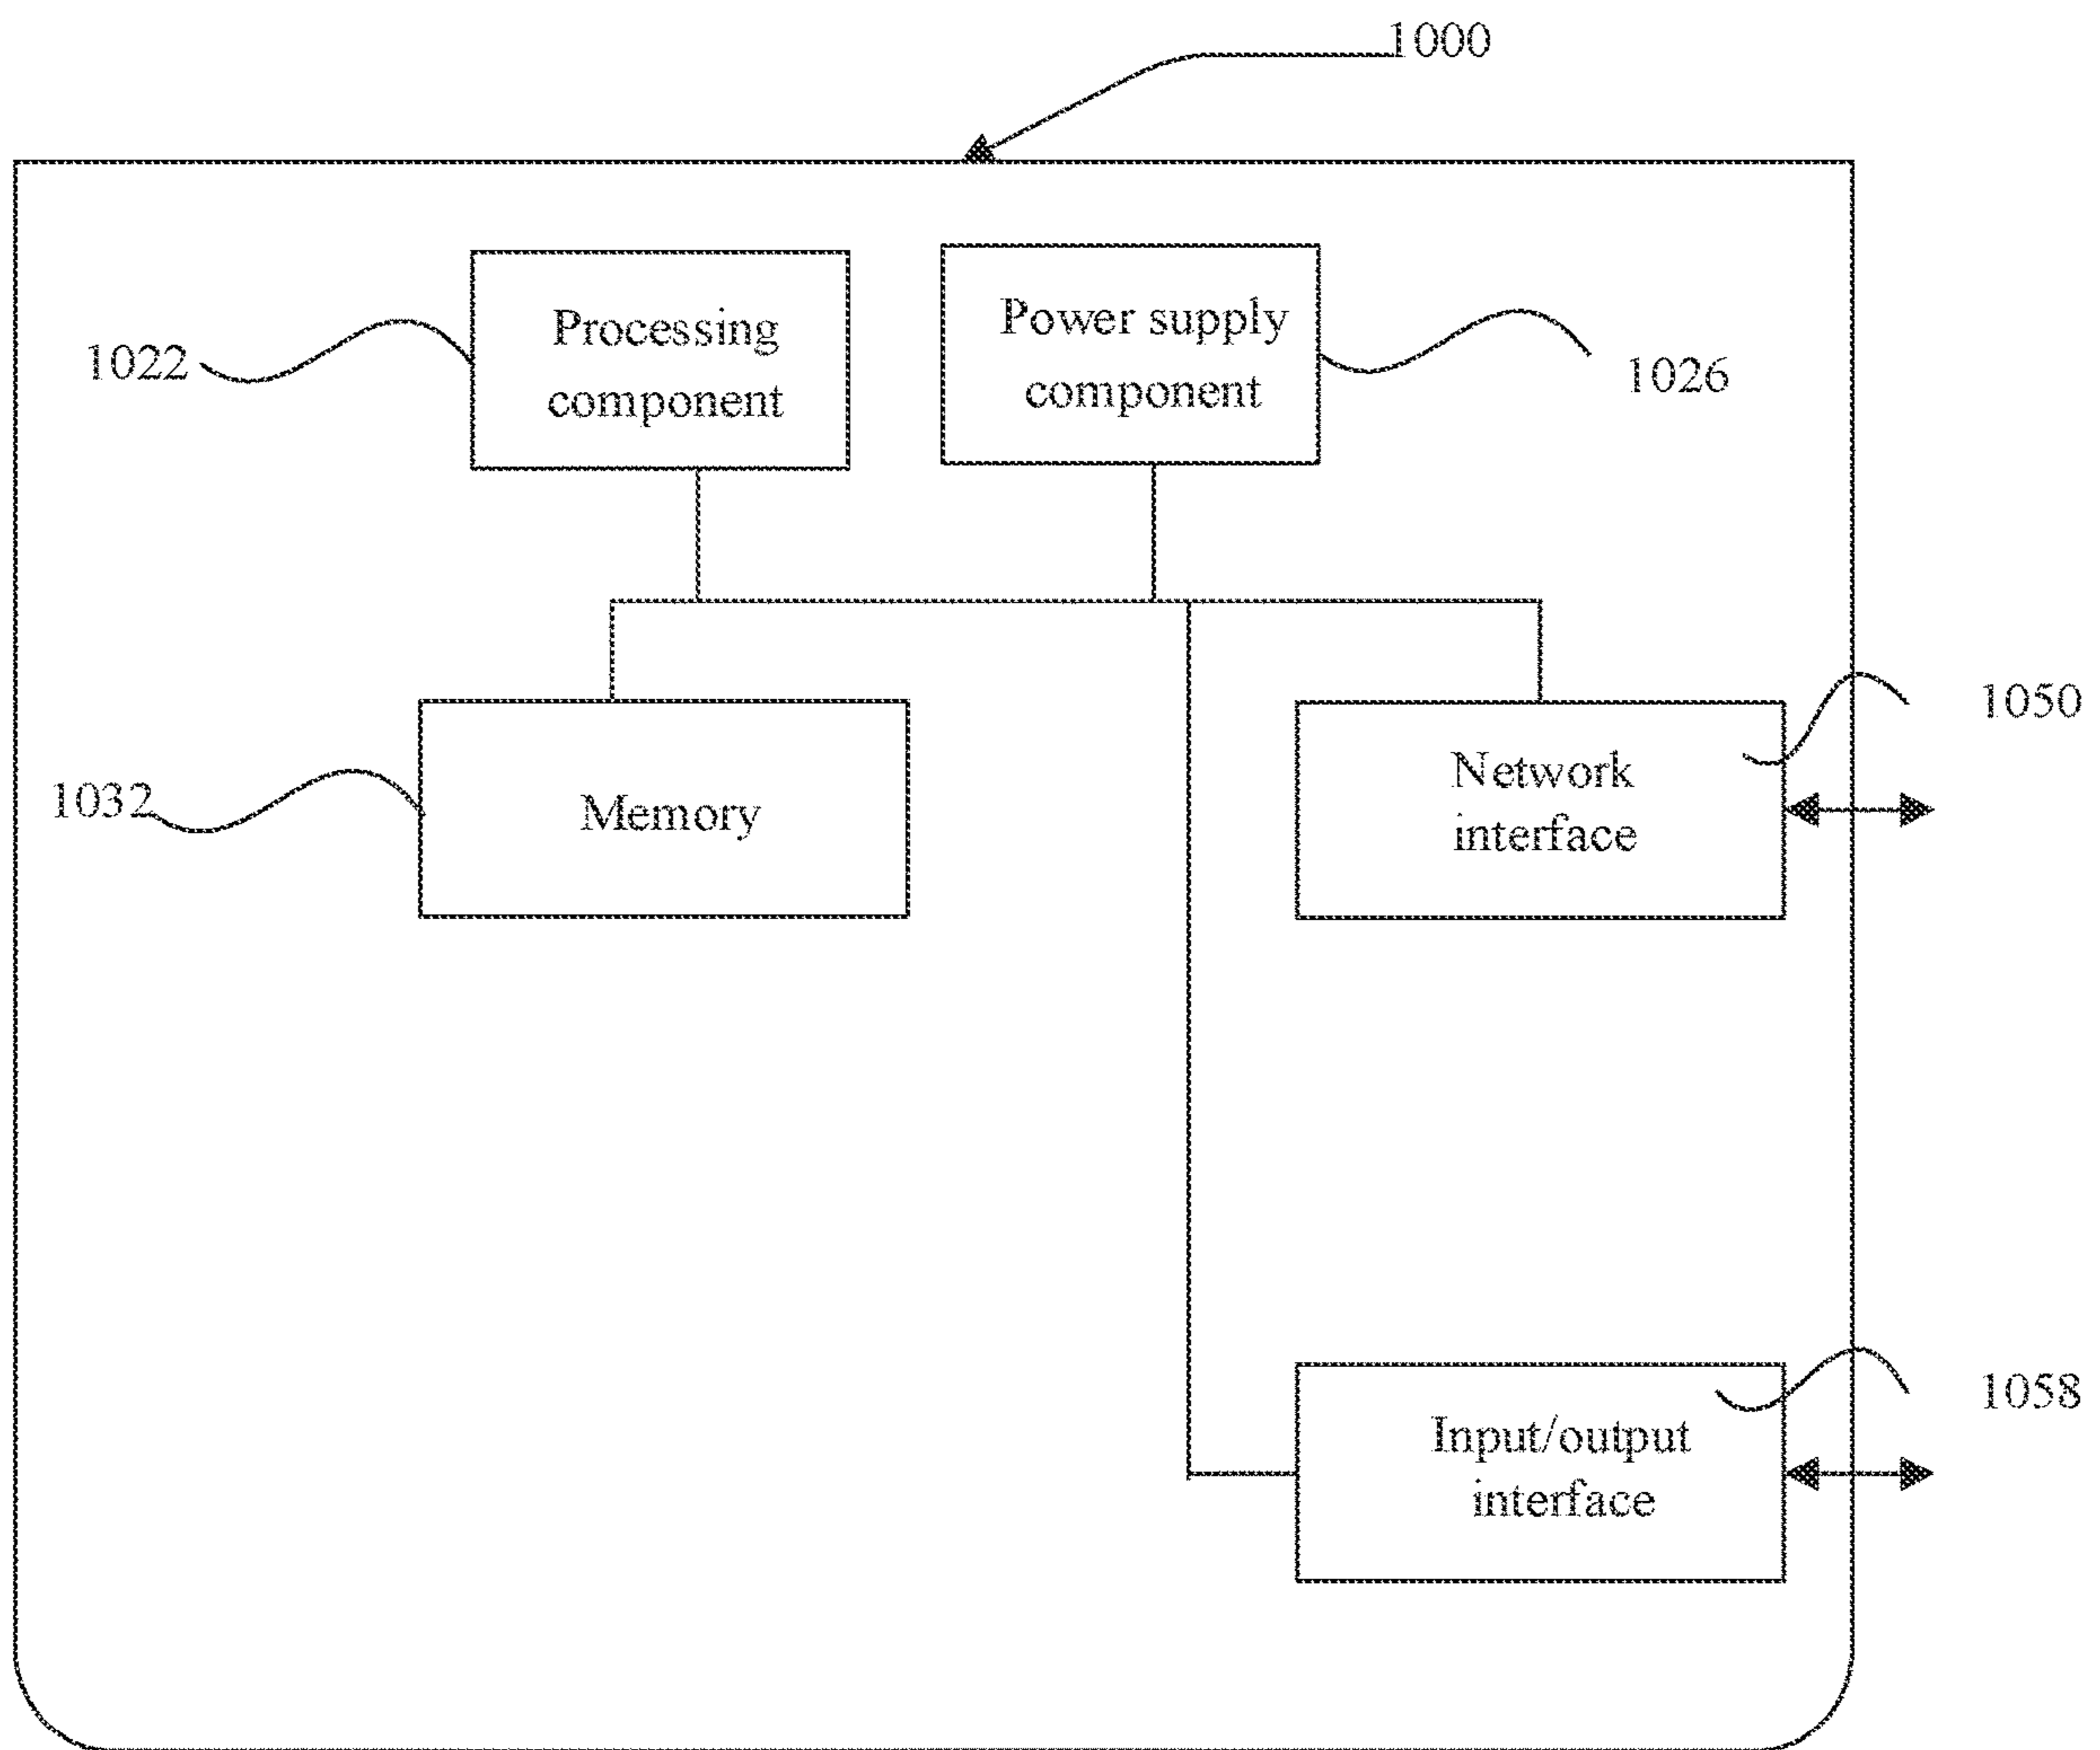 1000
Processing
component
Power supply
component
1022
1026
1050
1032
Memory
Network
interface
1058
Input/output
interface